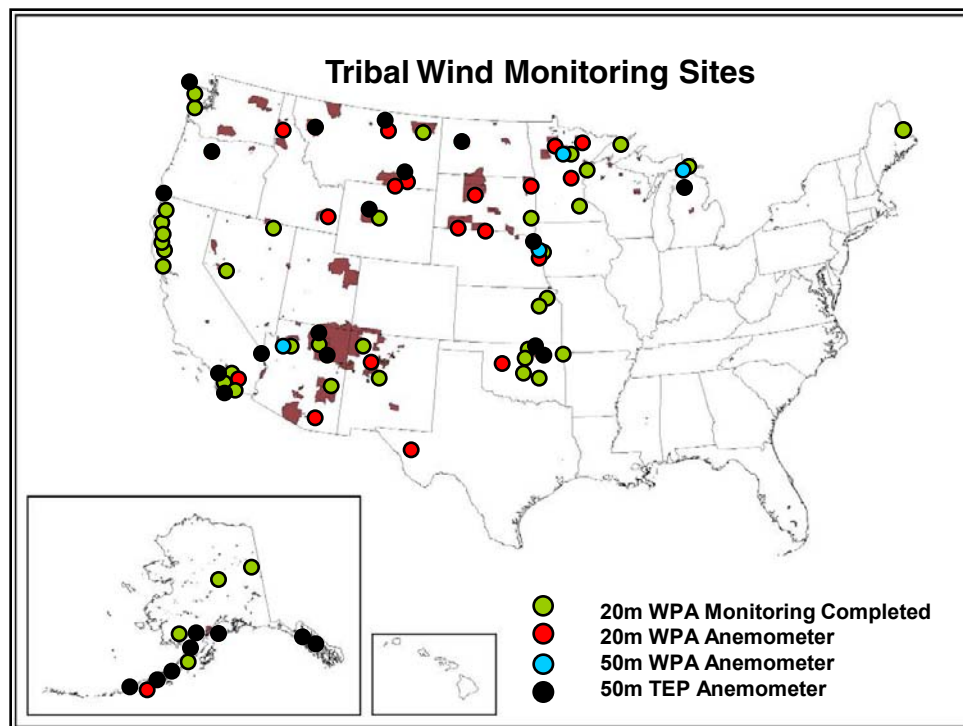 Tribal Wind Monitoring Sites
20m WPA Monitoring Completed
20m WPA Anemometer
50m WPA Anemometer
50m TEP Anemometer